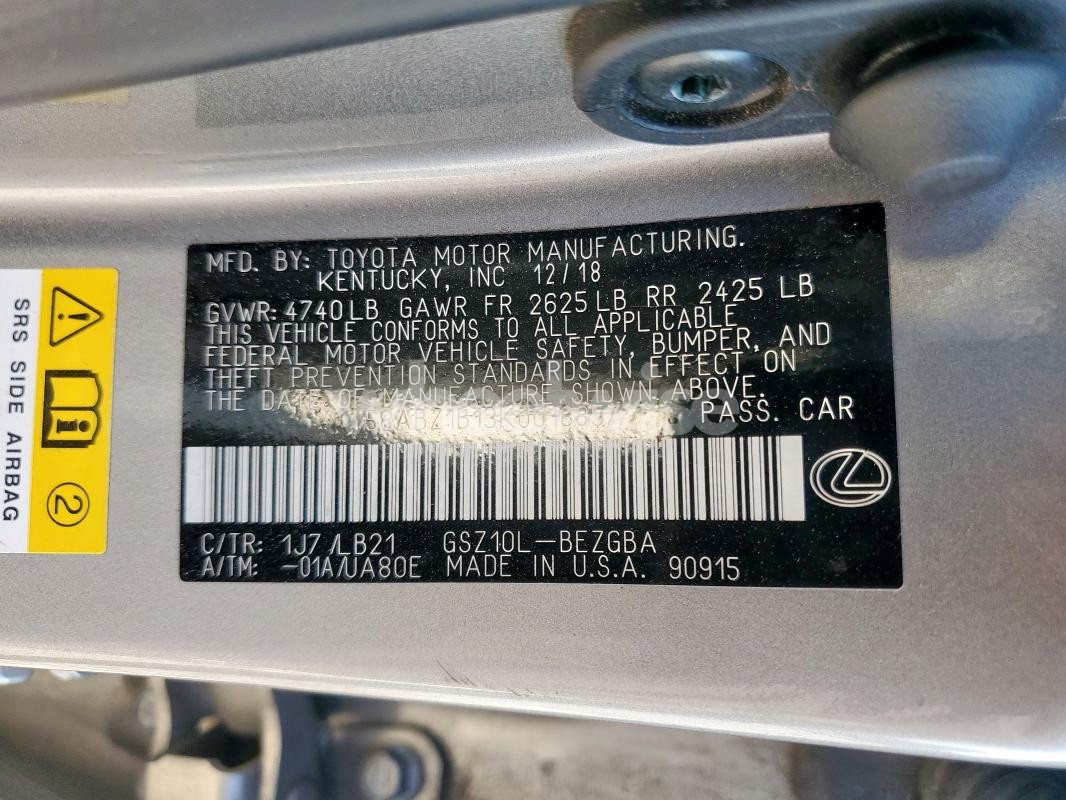 MFD. BY: TOYOTA MOTOR MANUFACTURING.
KENTUCKY, INC 12/18
GVWR: 4740LB GAWR FR 2625 LB RR 2425 LB
THIS VEHICLE CONFORMS TO ALL APPLICABLE
FEDERAL MOTOR VEHICLE SAFETY, BUMPER, AND
THEFT PREVENTION STANDARDS IN EFFECT ON
THE DATE OF MANUFACTURE SHOWN ABOVE.
PASS. CAR
C/TR: 1J7 /LB21 GSZ10L-BEZGBA
A/TM: -01A/UA80E MADE IN U.S.A. 90915
SRS SIDE AIRBAG
2